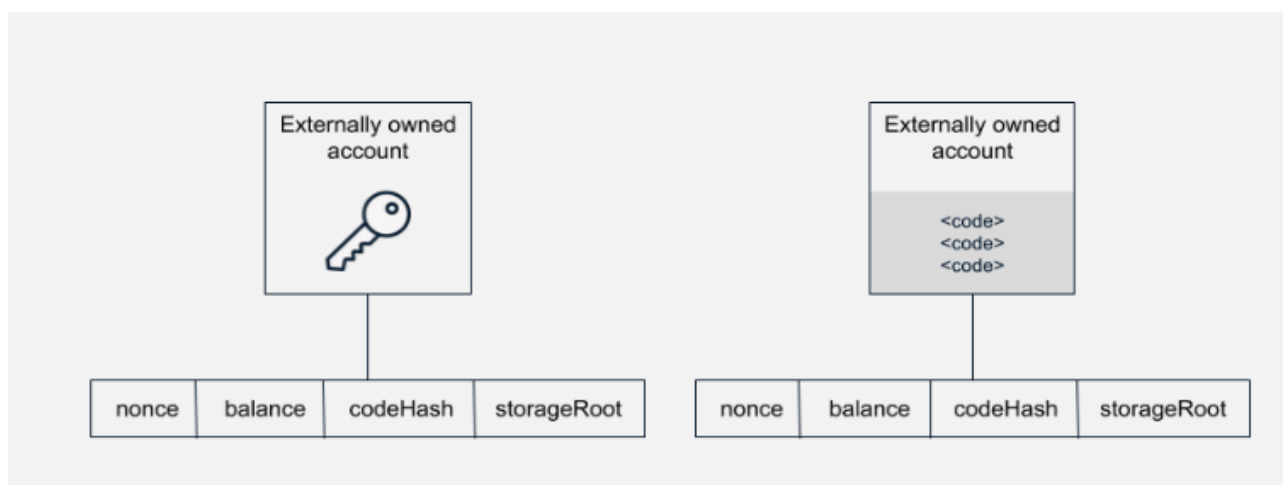 Externally owned
account
Externally owned
account
<code>
<code>
<code>
nonce balance codeHash storageRoot
nonce balance codeHash storageRoot